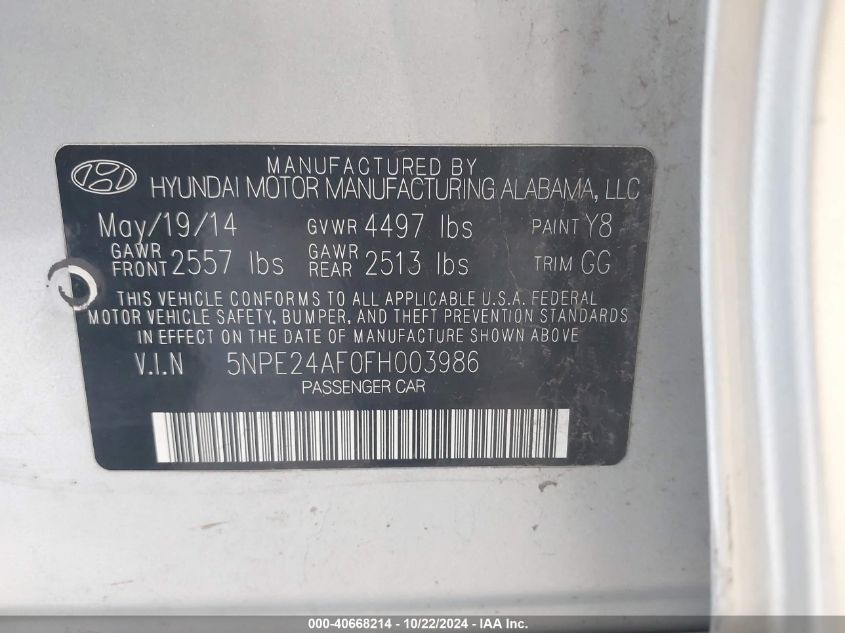 MANUFACTURED BY
HYUNDAI MOTOR MANUFACTURING ALABAMA, LLC
May/19/14 GVWR 4497 lbs PAINT Y8
GAWR FRONT 2557 lbs GAWR REAR 2513 lbs TRIM GG
THIS VEHICLE CONFORMS TO ALL APPLICABLE U.S.A. FEDERAL
MOTOR VEHICLE SAFETY, BUMPER, AND THEFT PREVENTION STANDARDS
IN EFFECT ON THE DATE OF MANUFACTURE SHOWN ABOVE
V.I.N 5NPE24AF0FH003986
PASSENGER CAR
000-40668214 - 10/22/2024 - IAA Inc.